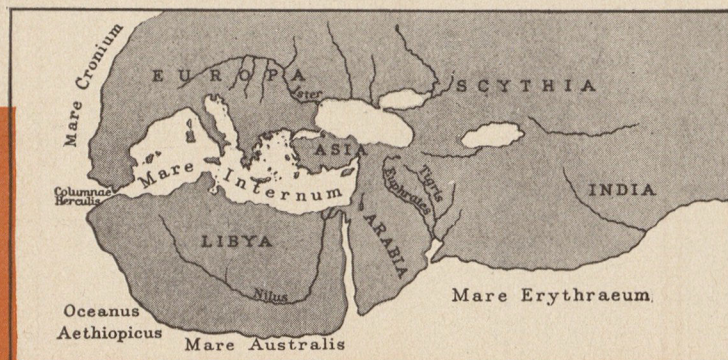 Mare Cronium
EUROPA
SCYTHIA
Ister
ASIA
Mare Internum
Tigris
Euphrates
INDIA
Columnae
Herculis
LIBYA
ARABIA
Nilus
Mare Erythraeum
Oceanus
Aethiopicus
Mare Australis